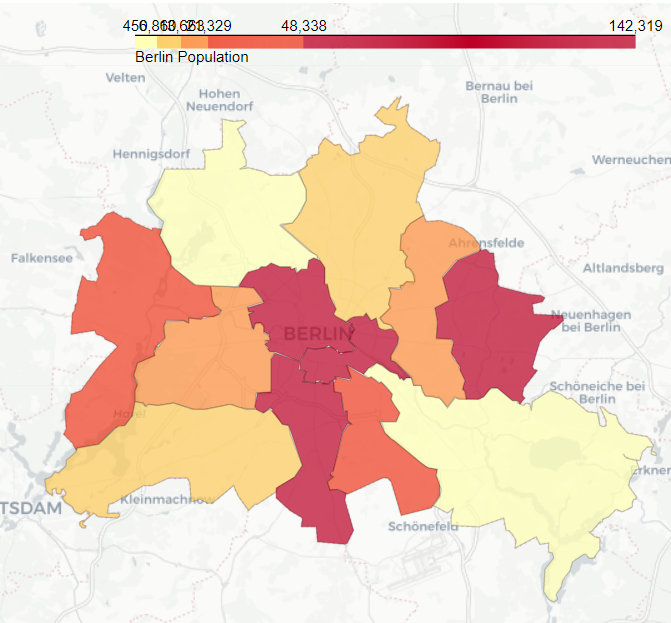 48,338
142,319
Berlin Population
Velten
Bernau bei
Berlin
Hohen
Neuendorf
Hennigsdorf
Werneuchen
Ahrensfelde
Falkensee
Altlandsberg
Neuenhagen
bei Berlin
BERLIN
Schöneiche bei
Berlin
Erkner
Kleinmachnow
TSDAM
Schönefeld